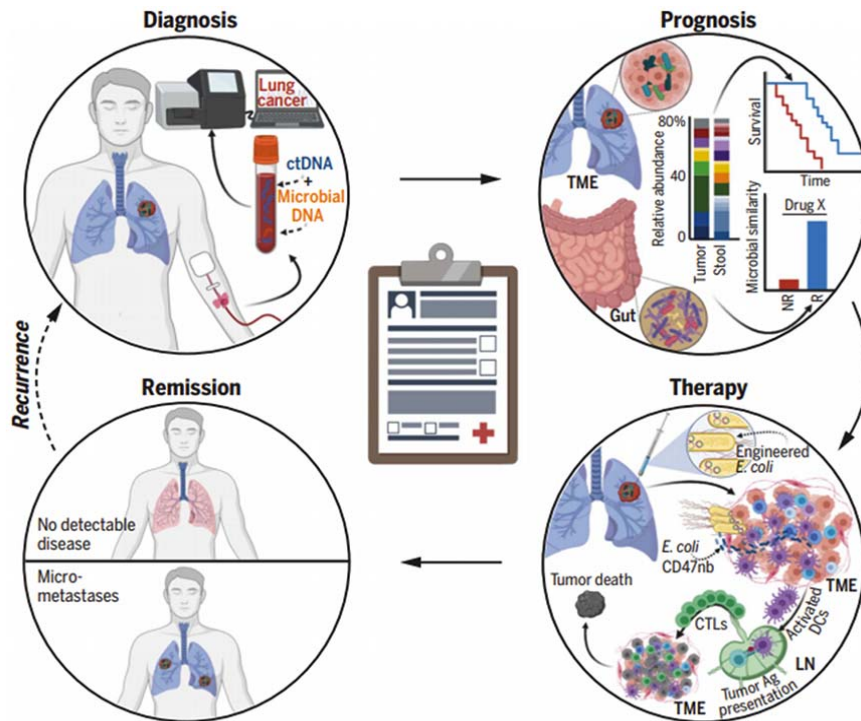 Diagnosis
Lung
cancer
ctDNA
+
Microbial
DNA
Prognosis
TME
Gut
80%
40
0
Relative abundance
Tumor
Stool
Survival
Time
Microbial similarity
Drug X
NR
R
Recurrence
Remission
No detectable
disease
Micro-
metastases
Therapy
Engineered
E. coli
E. coli
CD47nb
TME
Activated
DCs
LN
Tumor Ag
presentation
CTLs
TME
Tumor death